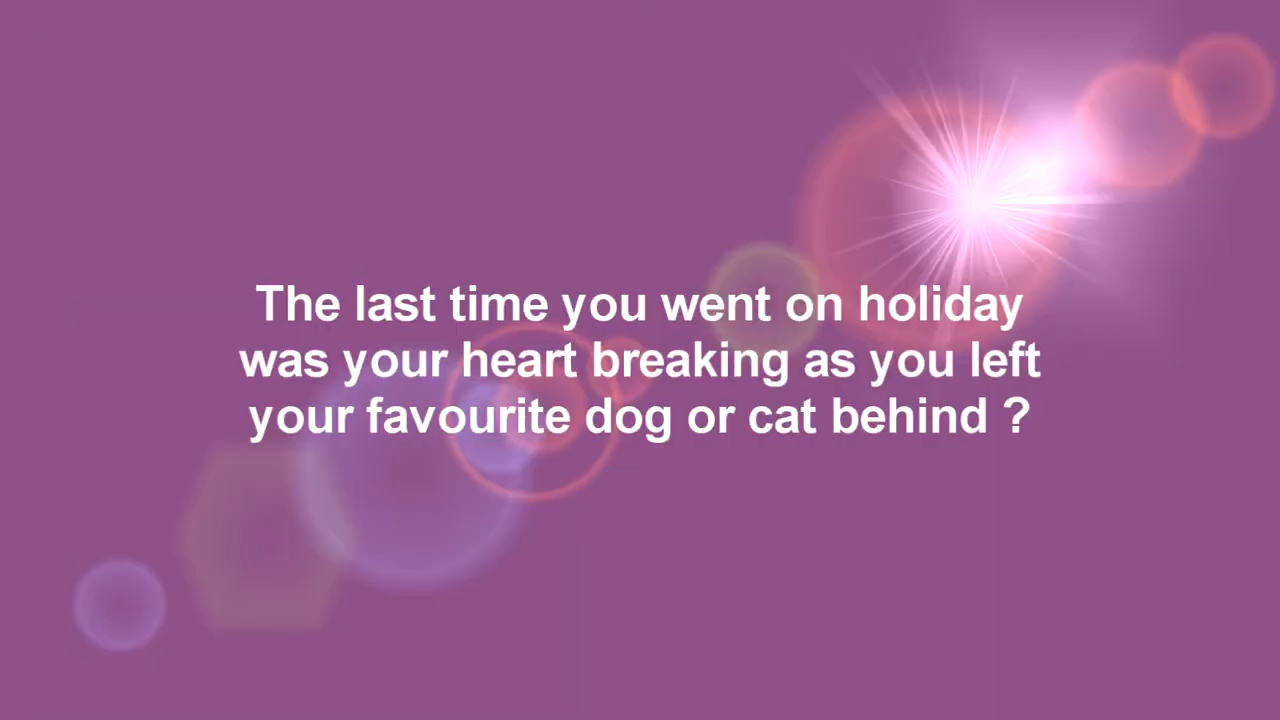 The last time you went on holiday
was your heart breaking as you left
your favourite dog or cat behind ?